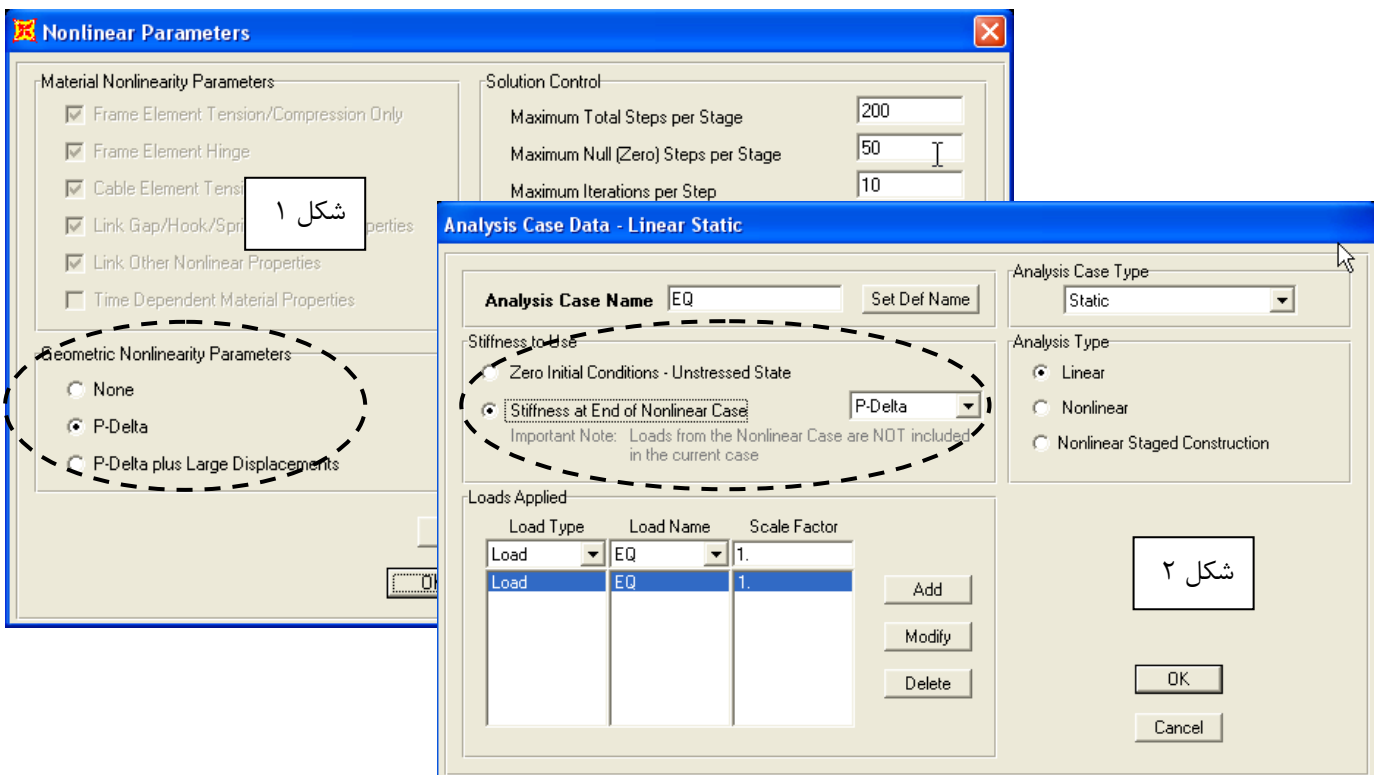 Nonlinear Parameters
Material Nonlinearity Parameters
Frame Element Tension/Compression Only
Frame Element Hinge
Cable Element
Link Gap/Hook/
Link Other Nonlinear Properties
Time Dependent Material Properties
شکل ۱
Geometric Nonlinearity Parameters
None
P-Delta
P-Delta plus Large Displacements
Solution Control
Maximum Total Steps per Stage 200
Maximum Null (Zero) Steps per Stage 50
Maximum Iterations per Step 10
Analysis Case Data - Linear Static
Analysis Case Name EQ Set Def Name
Analysis Case Type
Static
Stiffness to Use
Zero Initial Conditions - Unstressed State
Stiffness at End of Nonlinear Case P-Delta
Important Note: Loads from the Nonlinear Case are NOT included
in the current case
Analysis Type
Linear
Nonlinear
Nonlinear Staged Construction
Loads Applied
Load Type Load Name Scale Factor
Load EQ 1.
Load EQ 1.
Add
Modify
Delete
شکل ۲
OK
Cancel